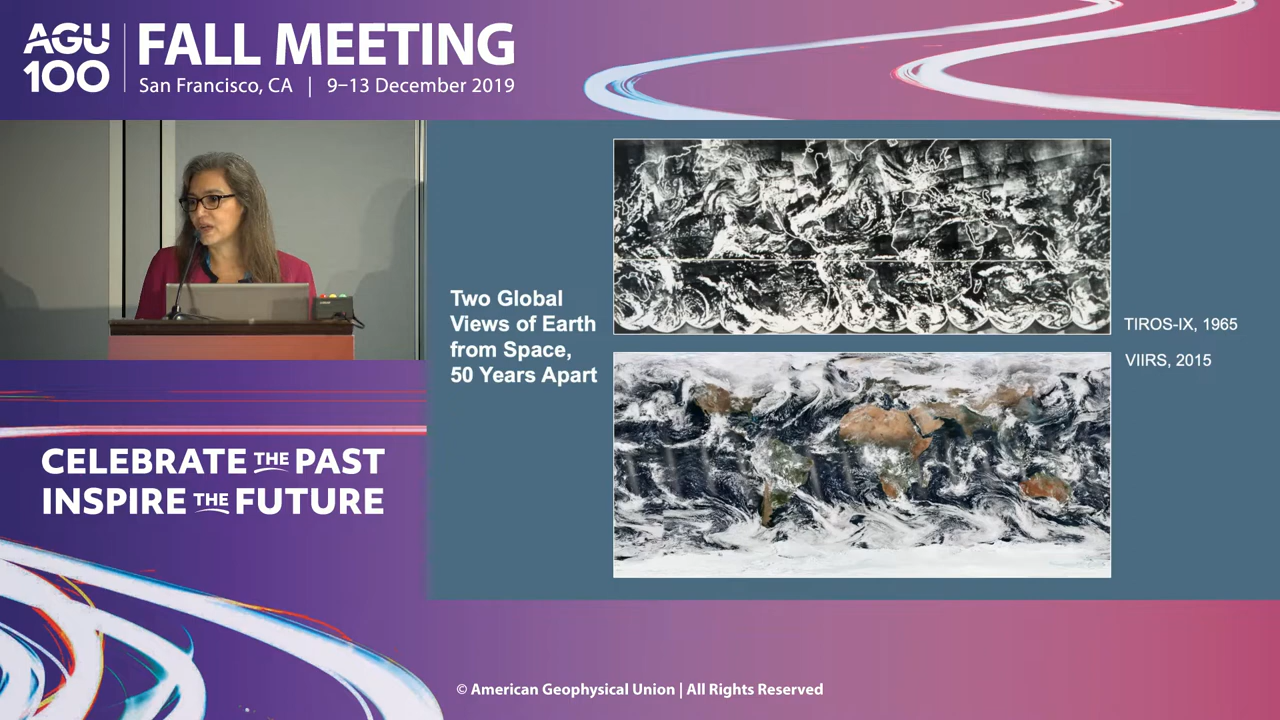 AGU
100
FALL MEETING
San Francisco, CA | 9–13 December 2019
Two Global
Views of Earth
from Space,
50 Years Apart
TIROS-IX, 1965
VIIRS, 2015
CELEBRATE THE PAST
INSPIRE THE FUTURE
© American Geophysical Union | All Rights Reserved